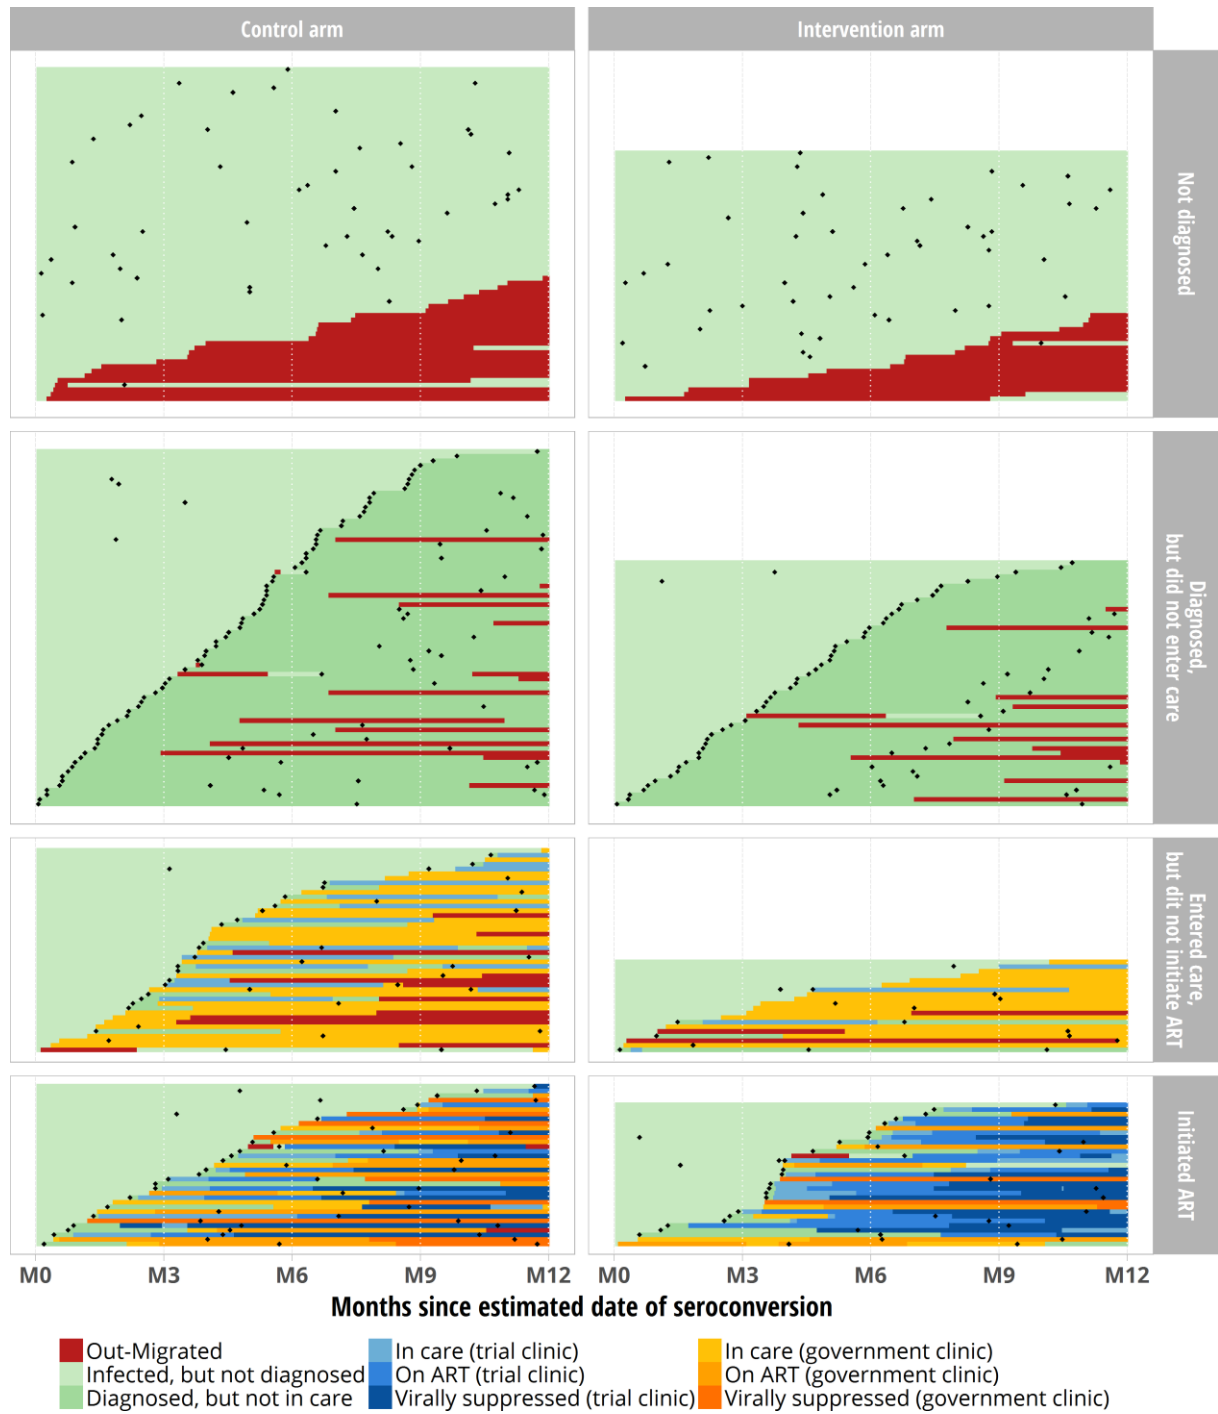 Control arm
Intervention arm
Not diagnosed
Diagnosed,
but did not enter care
Entered care,
but dit not initiate ART
Initiated ART
M0 M3 M6 M9 M12 M0 M3 M6 M9 M12
Months since estimated date of seroconversion
Out-Migrated In care (trial clinic) In care (government clinic)
Infected, but not diagnosed On ART (trial clinic) On ART (government clinic)
Diagnosed, but not in care Virally suppressed (trial clinic) Virally suppressed (government clinic)